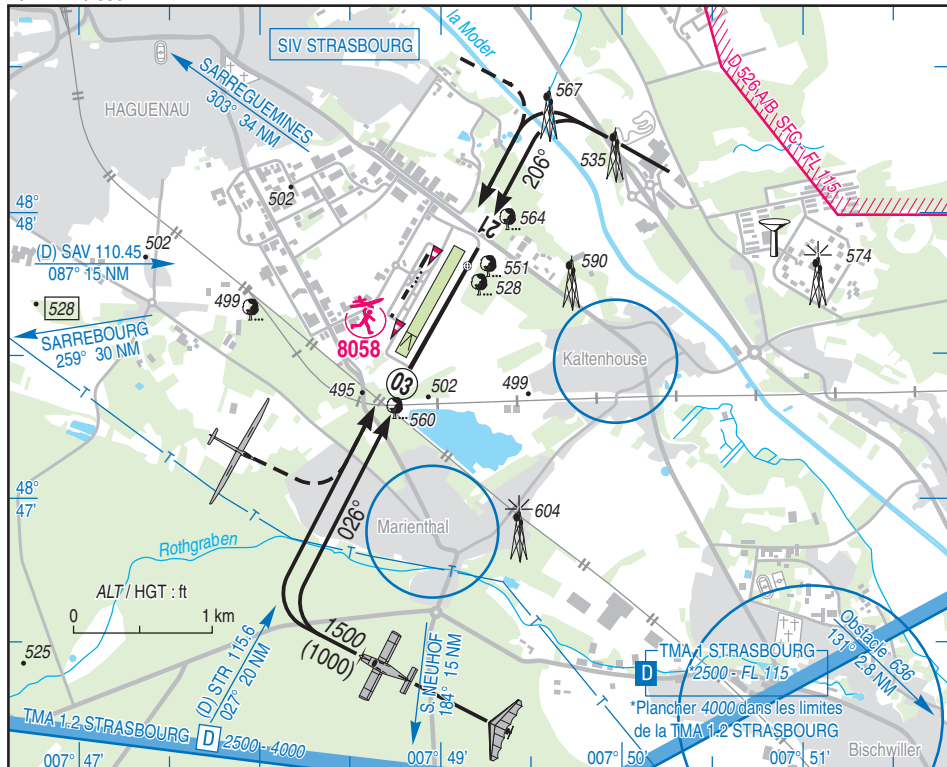 SIV STRASBOURG
la Moder
HAGUENAU
SARREGUEMINES
303° 34 NM
567
535
206°
D 526 A/B SFC - FL 115
48°
48'
502
564
21
(D) SAV 110.45
087° 15 NM
502
551
528
590
574
528
499
SARREBOURG
259° 30 NM
8058
Kaltenhouse
03
495
502
499
560
48°
47'
026°
Marienthal
604
Rothgraben
T
T
T
T
T
T
ALT / HGT : ft
0 1 km
525
1500
(1000)
(D) STR 115.6
027° 20 NM
S. NEUHOF
184° 15 NM
Obstacle 636
131° 2.8 NM
D
TMA 1 STRASBOURG
*2500 - FL 115
*Plancher 4000 dans les limites
de la TMA 1.2 STRASBOURG
TMA 1.2 STRASBOURG D 2500 - 4000
Bischwiller
007° 47'
007° 49'
007° 50'
007° 51'